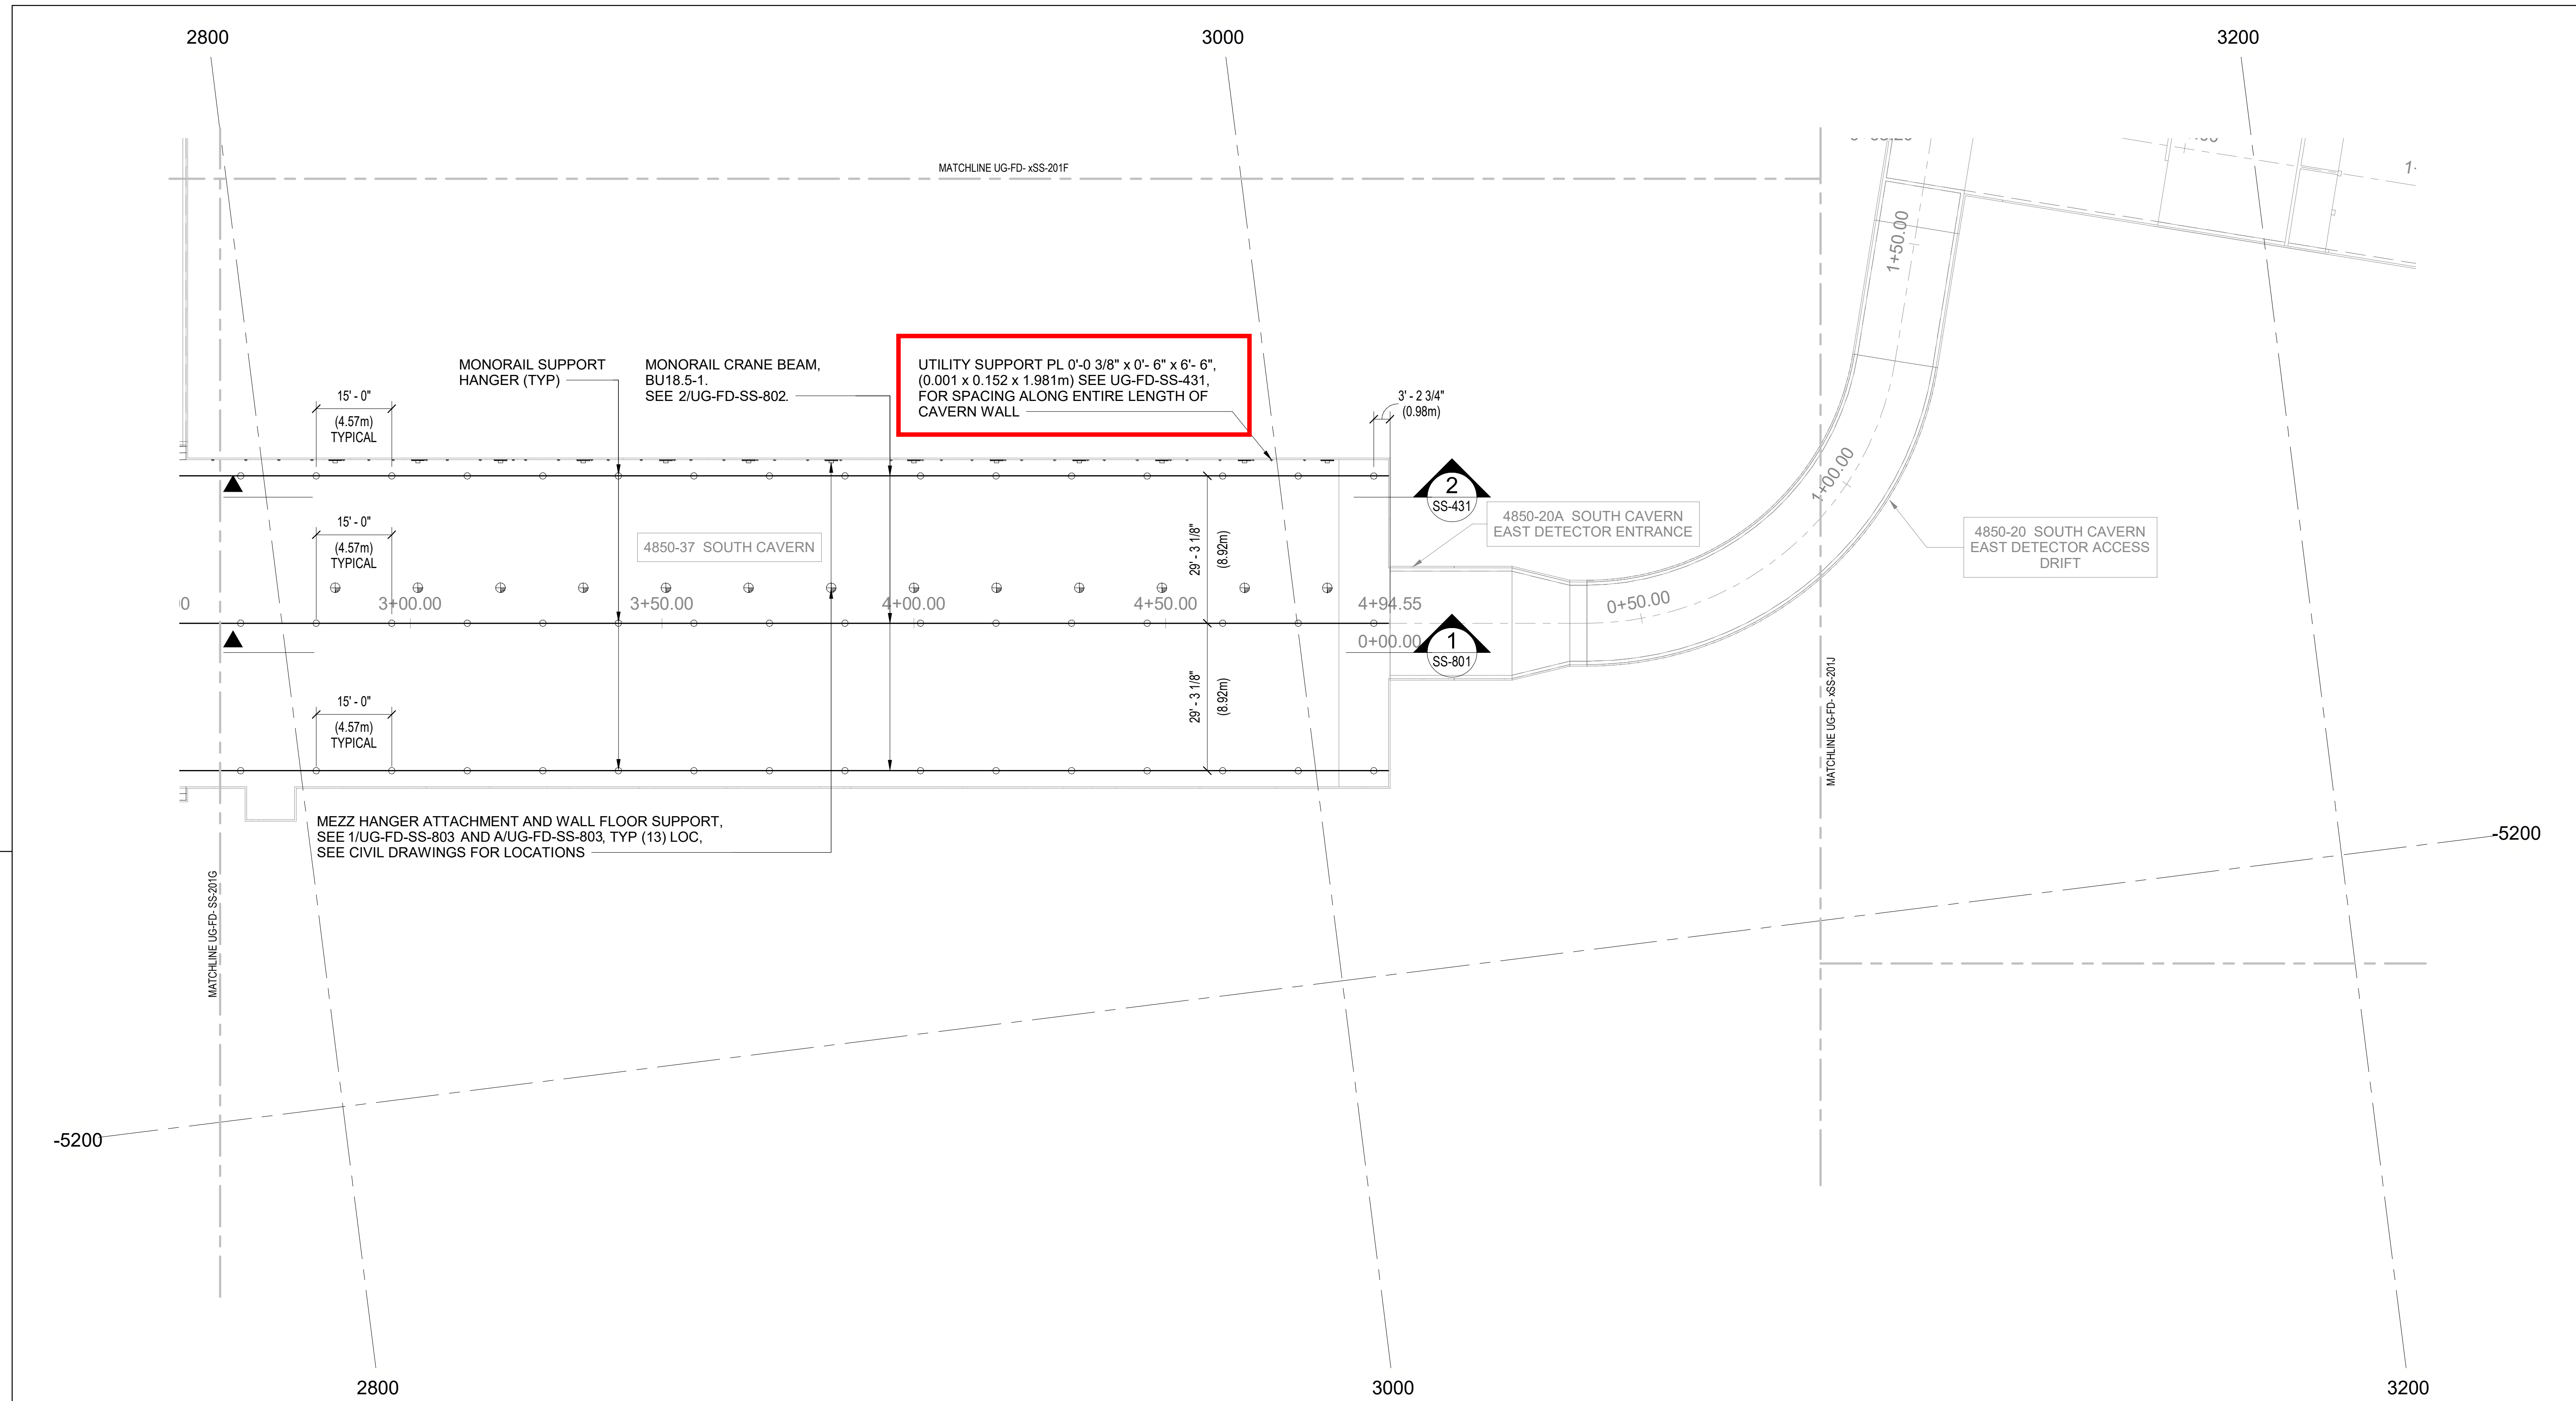 2800
3000
3200
MATCHLINE UG-FD- xSS-201F
1+50.00
MONORAIL SUPPORT
HANGER (TYP)
MONORAIL CRANE BEAM,
BU18.5-1.
SEE 2/UG-FD-SS-802.
UTILITY SUPPORT PL 0'-0 3/8" x 0'- 6" x 6'- 6",
(0.001 x 0.152 x 1.981m) SEE UG-FD-SS-431,
FOR SPACING ALONG ENTIRE LENGTH OF
CAVERN WALL
15' - 0"
(4.57m)
TYPICAL
3' - 2 3/4"
(0.98m)
2
SS-431
1+00.00
4850-20A SOUTH CAVERN
EAST DETECTOR ENTRANCE
4850-20 SOUTH CAVERN
EAST DETECTOR ACCESS
DRIFT
15' - 0"
(4.57m)
TYPICAL
4850-37 SOUTH CAVERN
29' - 3 1/8"
(8.92m)
3+00.00
3+50.00
4+00.00
4+50.00
4+94.55
0+50.00
0+00.00
1
SS-801
15' - 0"
(4.57m)
TYPICAL
29' - 3 1/8"
(8.92m)
MATCHLINE UG-FD- xSS-201J
MEZZ HANGER ATTACHMENT AND WALL FLOOR SUPPORT,
SEE 1/UG-FD-SS-803 AND A/UG-FD-SS-803, TYP (13) LOC,
SEE CIVIL DRAWINGS FOR LOCATIONS
-5200
MATCHLINE UG-FD- SS-201G
-5200
2800
3000
3200